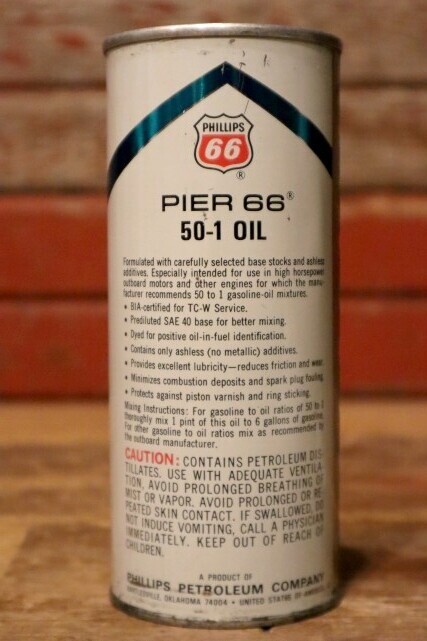 PHILLIPS
66
®
PIER 66®
50-1 OIL
Formulated with carefully selected base stocks and ashless
additives. Especially intended for use in high horsepower
outboard motors and other engines for which the manu-
facturer recommends 50 to 1 gasoline-oil mixtures.
• BIA-certified for TC-W Service.
• Prediluted SAE 40 base for better mixing.
• Dyed for positive oil-in-fuel identification.
• Contains only ashless (no metallic) additives.
• Provides excellent lubricity—reduces friction and wear.
• Minimizes combustion deposits and spark plug fouling.
• Protects against piston varnish and ring sticking.
Mixing Instructions: For gasoline to oil ratios of 50 to 1
thoroughly mix 1 pint of this oil to 6 gallons of gasoline.
For other gasoline to oil ratios mix as recommended by
the outboard manufacturer.
CAUTION: CONTAINS PETROLEUM DIS-
TILLATES. USE WITH ADEQUATE VENTILA-
TION, AVOID PROLONGED BREATHING OF
MIST OR VAPOR. AVOID PROLONGED OR RE-
PEATED SKIN CONTACT. IF SWALLOWED, DO
NOT INDUCE VOMITING, CALL A PHYSICIAN
IMMEDIATELY. KEEP OUT OF REACH OF
CHILDREN.
A PRODUCT OF
PHILLIPS PETROLEUM COMPANY
BARTLESVILLE, OKLAHOMA 74004 • UNITED STATES OF AMERICA